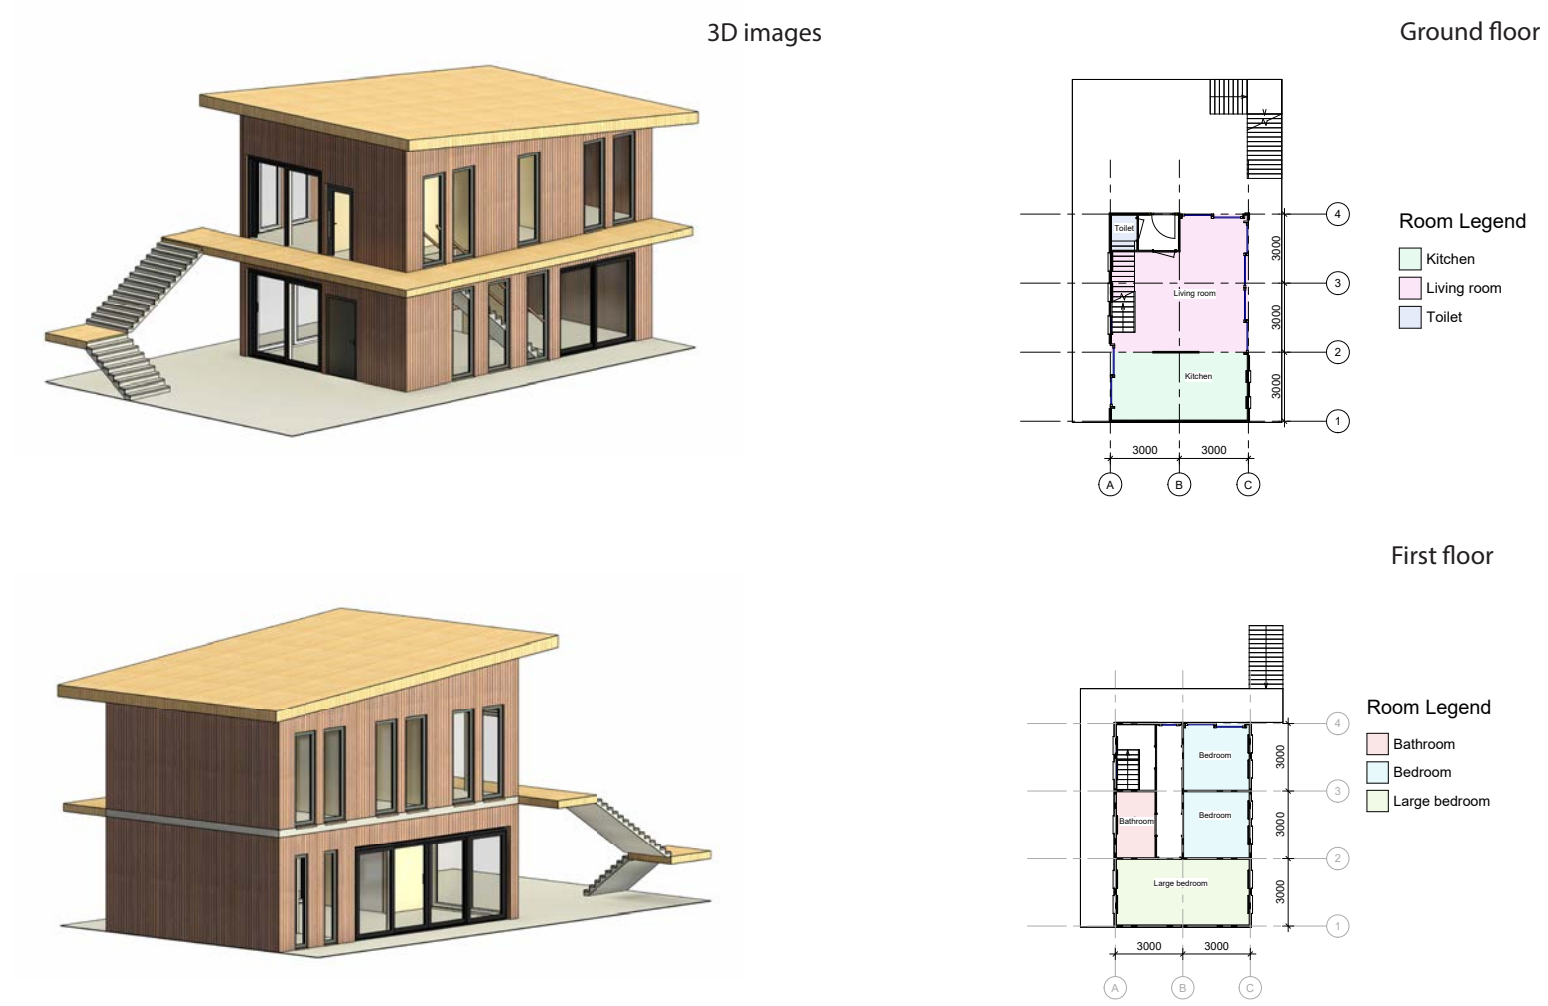 3D images
Ground floor
Toilet
Living room
Kitchen
4
3
2
1
3000
3000
3000
3000
3000
A
B
C
Room Legend
Kitchen
Living room
Toilet
First floor
Bedroom
Bedroom
Bathroom
Large bedroom
4
3
2
1
3000
3000
3000
3000
3000
A
B
C
Room Legend
Bathroom
Bedroom
Large bedroom